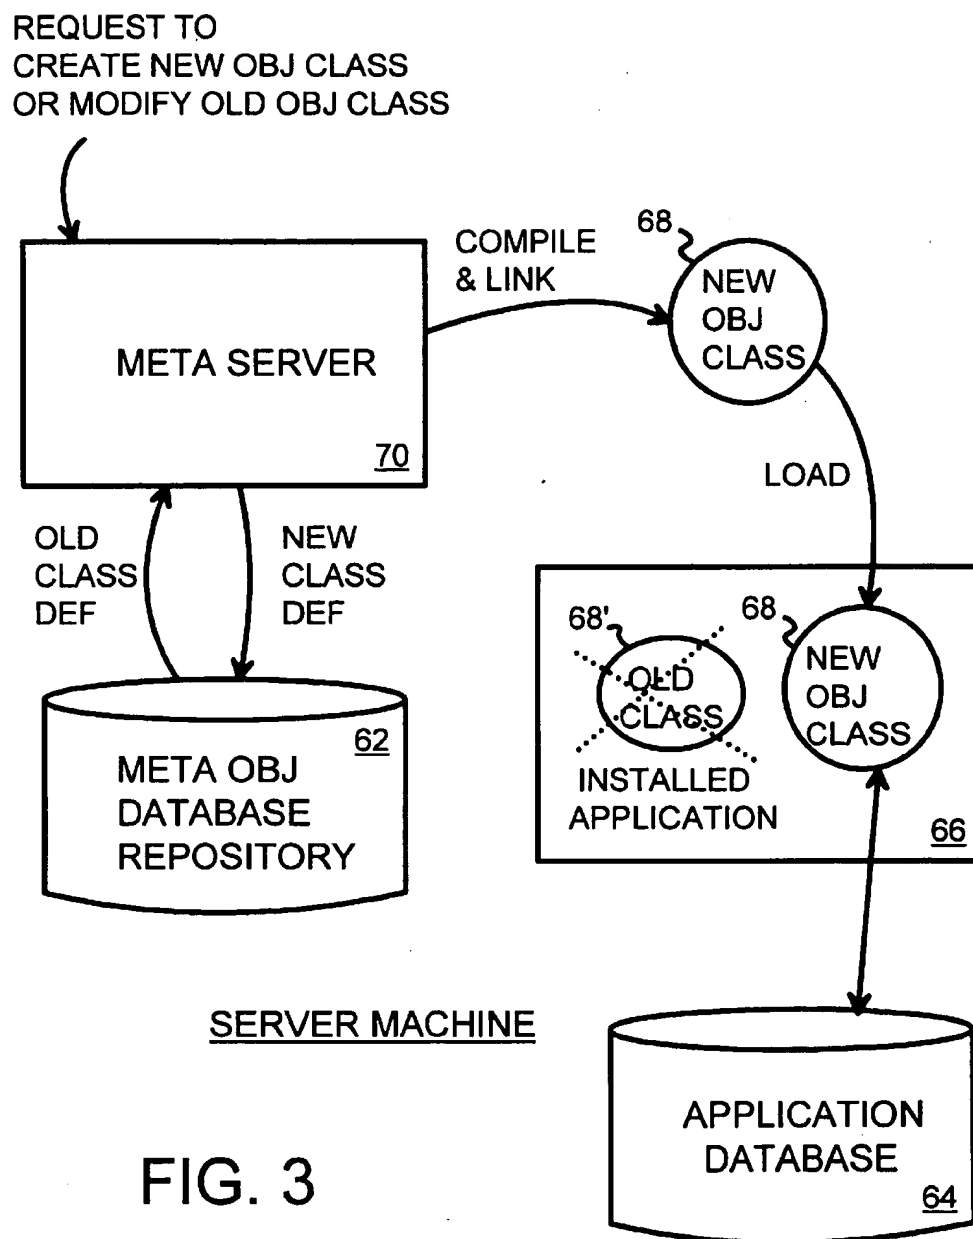 REQUEST TO
CREATE NEW OBJ CLASS
OR MODIFY OLD OBJ CLASS
META SERVER
70
COMPILE
& LINK
68
NEW
OBJ
CLASS
LOAD
OLD
CLASS
DEF
NEW
CLASS
DEF
62
META OBJ
DATABASE
REPOSITORY
68'
OLD
CLASS
68
NEW
OBJ
CLASS
INSTALLED
APPLICATION
66
SERVER MACHINE
APPLICATION
DATABASE
64
FIG. 3